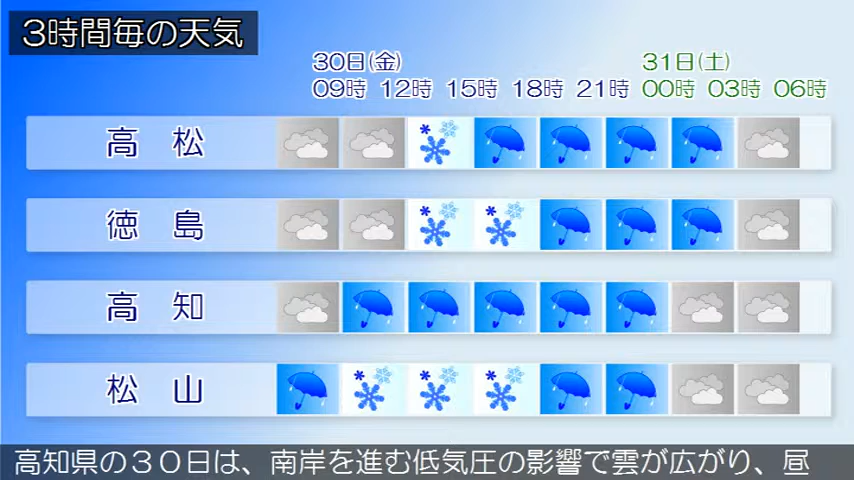 3時間毎の天気
30日(金) 31日(土)
09時 12時 15時 18時 21時 00時 03時 06時
高松
徳島
高知
松山
高知県の30日は、南岸を進む低気圧の影響で雲が広がり、昼